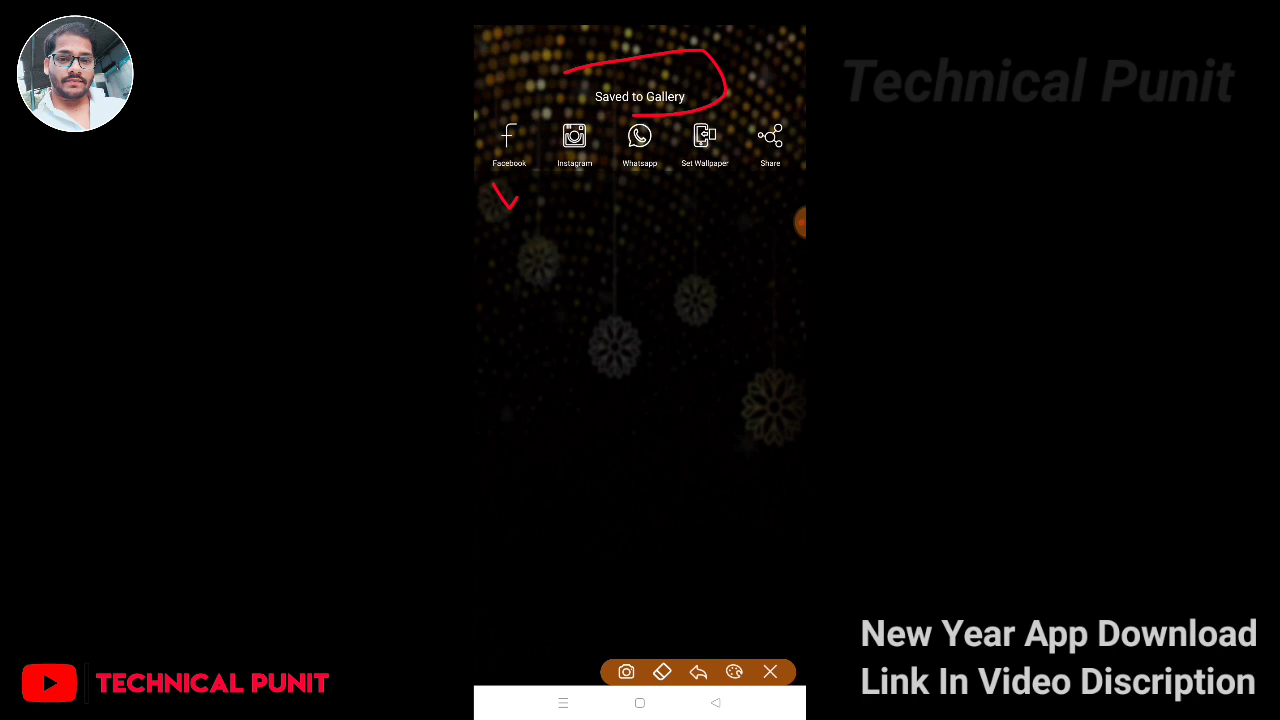 Technical Punit
Saved to Gallery
Facebook
Instagram
Whatsapp
Set Wallpaper
Share
New Year App Download
Link In Video Discription
TECHNICAL PUNIT